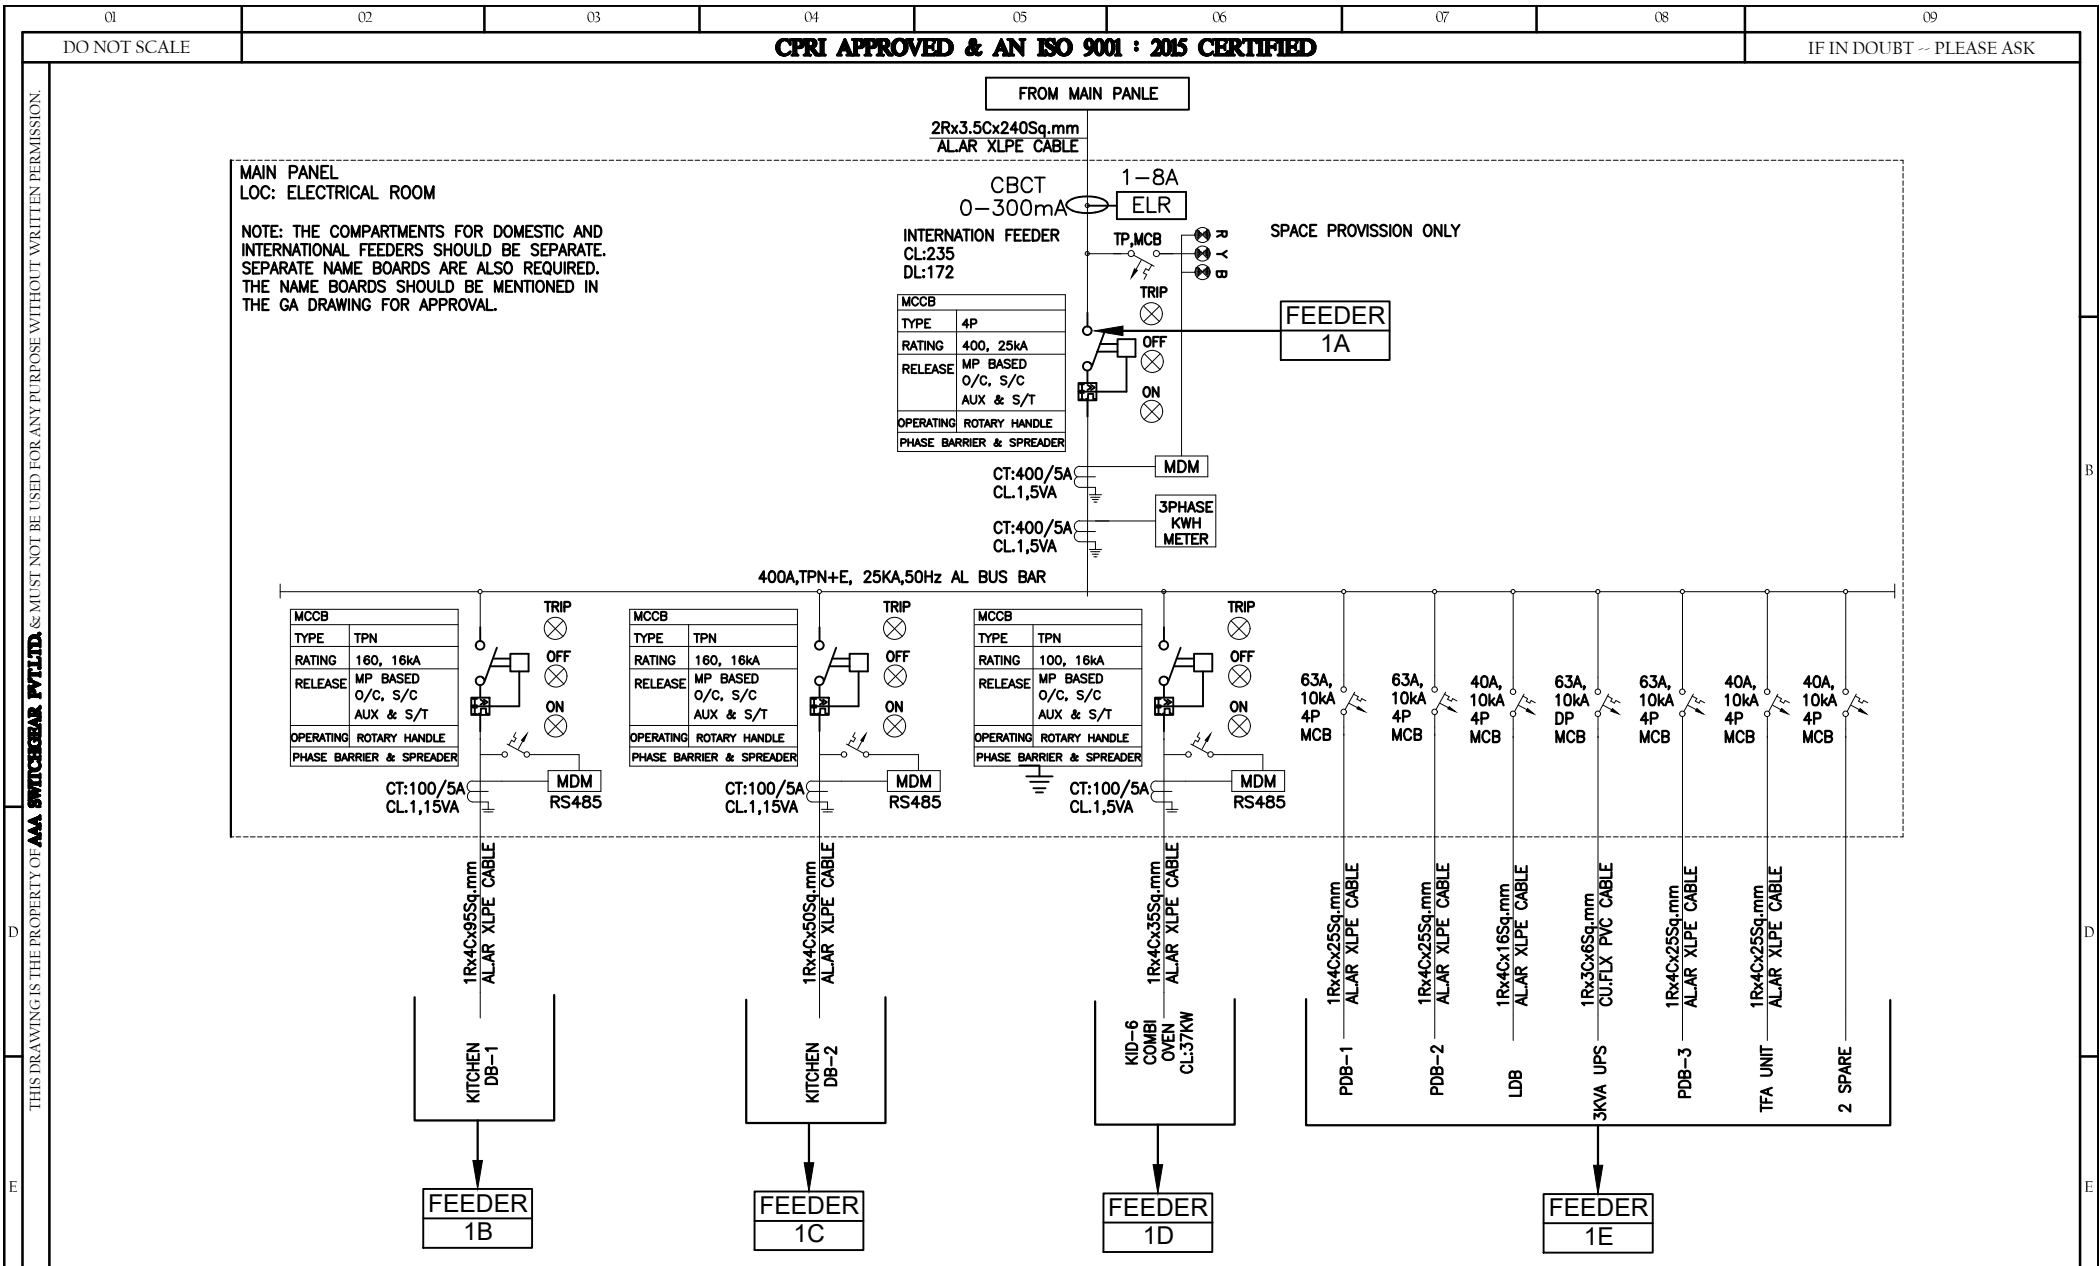 01 02 03 04 05 06 07 08 09
DO NOT SCALE
CPRI APPROVED & AN ISO 9001 : 2015 CERTIFIED
IF IN DOUBT -- PLEASE ASK
THIS DRAWING IS THE PROPERTY OF AAA SWITCHGEAR PVT.LTD. & MUST NOT BE USED FOR ANY PURPOSE WITHOUT WRITTEN PERMISSION.
B
D
D
E
E
FROM MAIN PANLE
2Rx3.5Cx240Sq.mm
AL.AR XLPE CABLE
MAIN PANEL
LOC: ELECTRICAL ROOM
NOTE: THE COMPARTMENTS FOR DOMESTIC AND
INTERNATIONAL FEEDERS SHOULD BE SEPARATE.
SEPARATE NAME BOARDS ARE ALSO REQUIRED.
THE NAME BOARDS SHOULD BE MENTIONED IN
THE GA DRAWING FOR APPROVAL.
CBCT
0-300mA
1-8A
ELR
INTERNATION FEEDER
CL:235
DL:172
TP,MCB
R
Y
B
SPACE PROVISSION ONLY
MCCB
TYPE 4P
RATING 400, 25kA
RELEASE MP BASED
O/C, S/C
AUX & S/T
OPERATING ROTARY HANDLE
PHASE BARRIER & SPREADER
TRIP
OFF
ON
FEEDER
1A
CT:400/5A
CL.1,5VA
MDM
CT:400/5A
CL.1,5VA
3PHASE
KWH
METER
400A,TPN+E, 25KA,50Hz AL BUS BAR
MCCB
TYPE TPN
RATING 160, 16kA
RELEASE MP BASED
O/C, S/C
AUX & S/T
OPERATING ROTARY HANDLE
PHASE BARRIER & SPREADER
TRIP
OFF
ON
CT:100/5A
CL.1,15VA
MDM
RS485
MCCB
TYPE TPN
RATING 160, 16kA
RELEASE MP BASED
O/C, S/C
AUX & S/T
OPERATING ROTARY HANDLE
PHASE BARRIER & SPREADER
TRIP
OFF
ON
CT:100/5A
CL.1,15VA
MDM
RS485
MCCB
TYPE TPN
RATING 100, 16kA
RELEASE MP BASED
O/C, S/C
AUX & S/T
OPERATING ROTARY HANDLE
PHASE BARRIER & SPREADER
TRIP
OFF
ON
CT:100/5A
CL.1,5VA
MDM
RS485
63A,
10kA
4P
MCB
63A,
10kA
4P
MCB
40A,
10kA
4P
MCB
63A,
10kA
DP
MCB
63A,
10kA
4P
MCB
40A,
10kA
4P
MCB
40A,
10kA
4P
MCB
1Rx4Cx95Sq.mm
AL.AR XLPE CABLE
1Rx4Cx50Sq.mm
AL.AR XLPE CABLE
1Rx4Cx35Sq.mm
AL.AR XLPE CABLE
1Rx4Cx25Sq.mm
AL.AR XLPE CABLE
1Rx4Cx25Sq.mm
AL.AR XLPE CABLE
1Rx4Cx16Sq.mm
AL.AR XLPE CABLE
1Rx3Cx6Sq.mm
CU.FLX PVC CABLE
1Rx4Cx25Sq.mm
AL.AR XLPE CABLE
1Rx4Cx25Sq.mm
AL.AR XLPE CABLE
KITCHEN
DB-1
KITCHEN
DB-2
KID-6
COMBI
OVEN
CL:37KW
PDB-1
PDB-2
LDB
3KVA UPS
PDB-3
TFA UNIT
2 SPARE
FEEDER
1B
FEEDER
1C
FEEDER
1D
FEEDER
1E